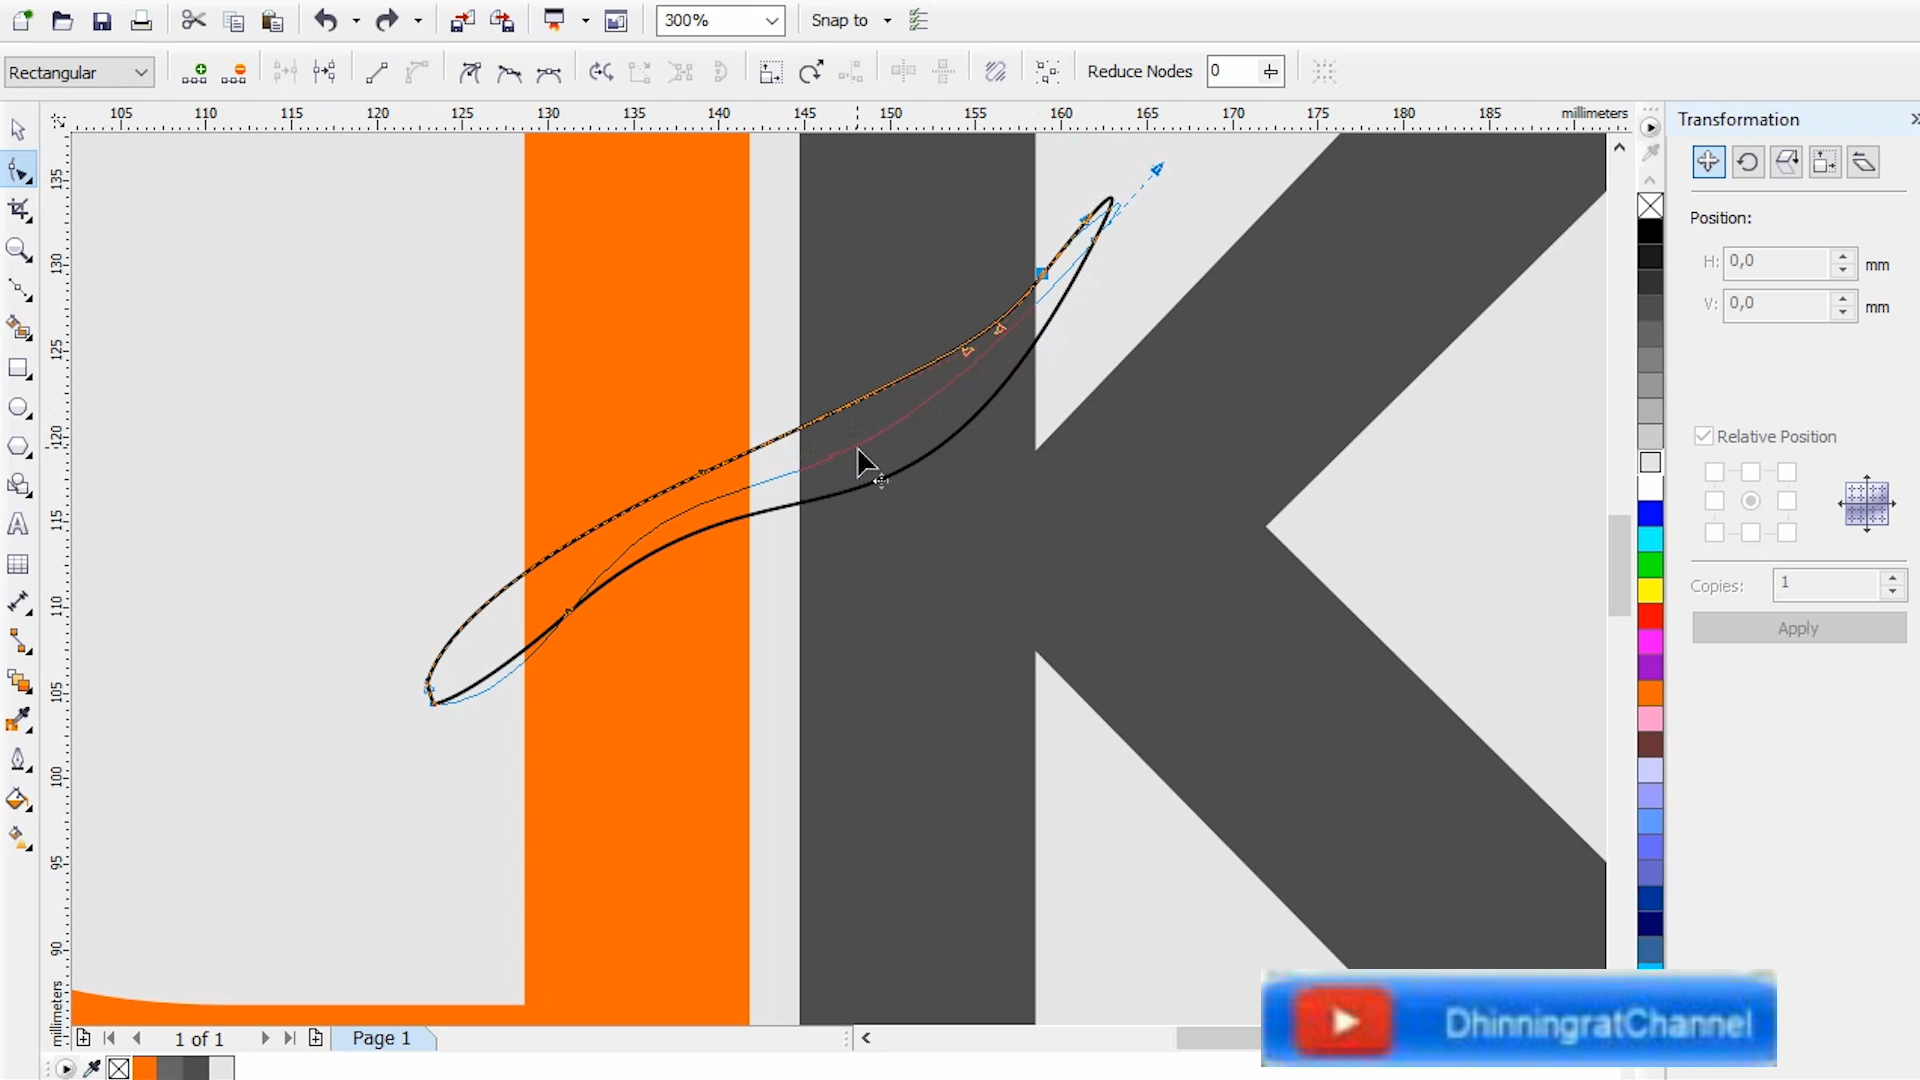 300%
Snap to
Rectangular
Reduce Nodes
0
105 110 115 120 125 130 135 140 145 150 155 160 165 170 175 180 185 millimeters
Transformation
Position:
H: 0,0 mm
V: 0,0 mm
Relative Position
Copies: 1
Apply
135
130
125
120
115
110
105
100
95
90
millimeters
K
1 of 1
Page 1
DhinningratChannel